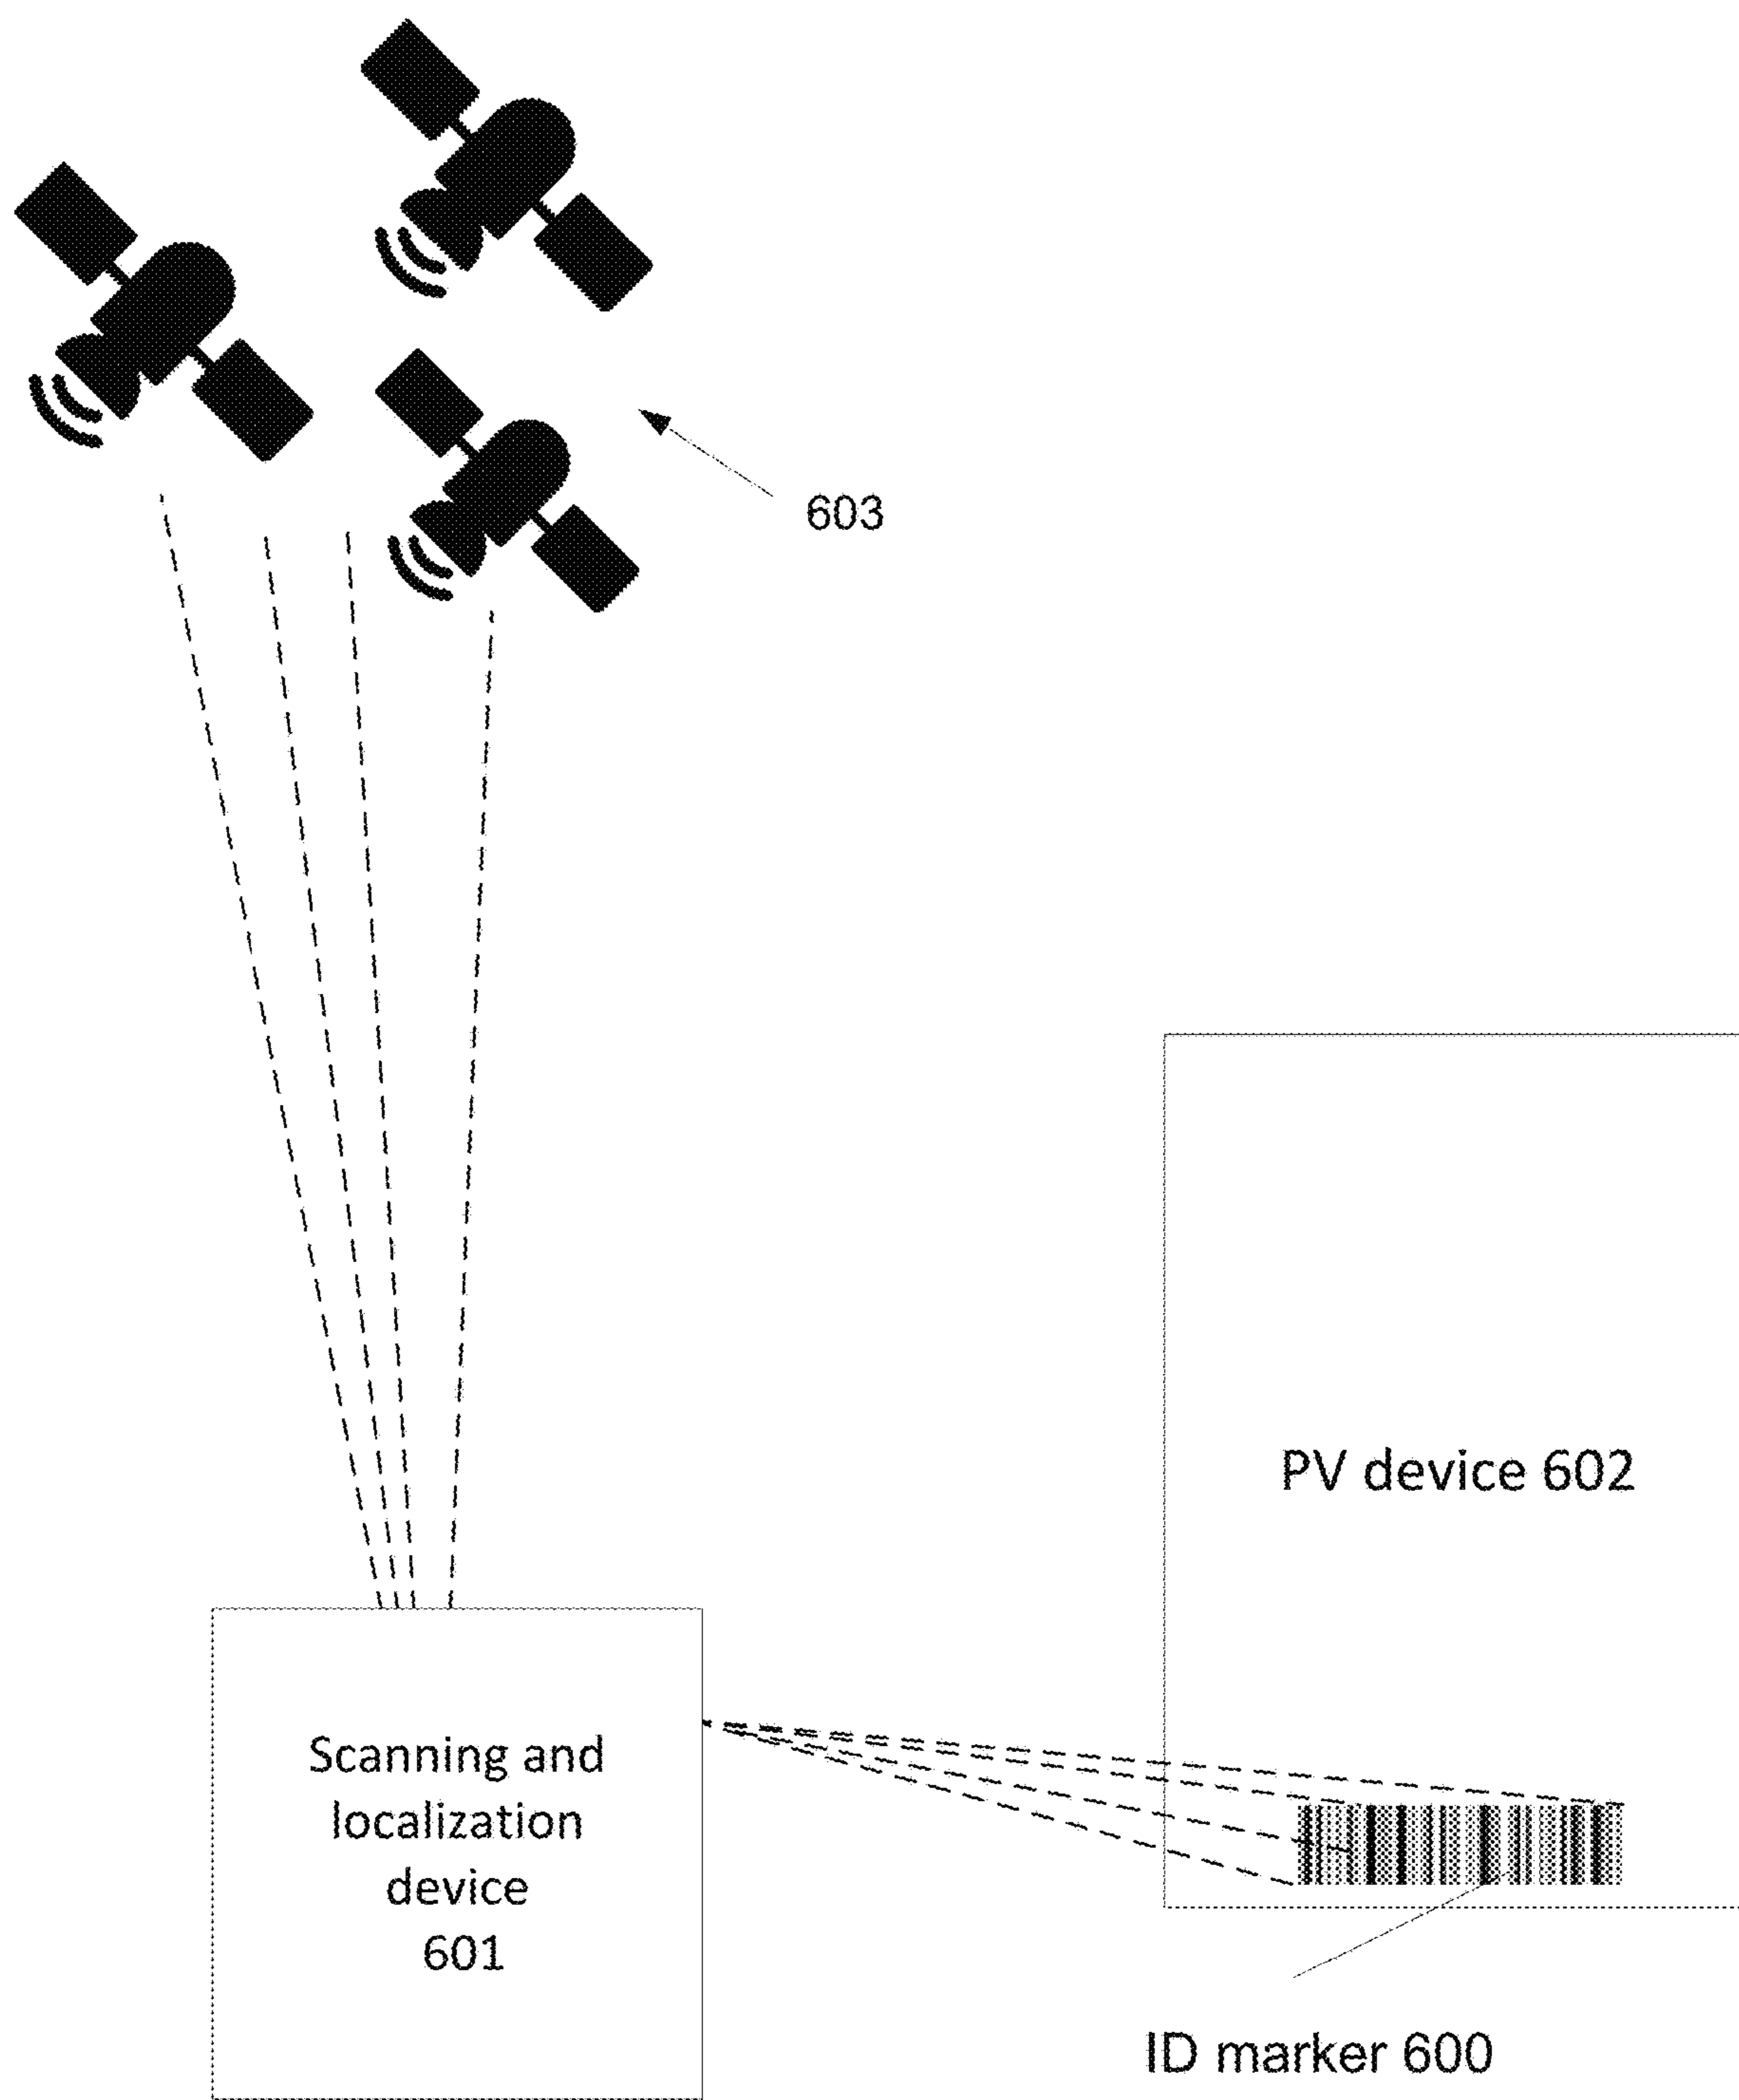 603
PV device 602
Scanning and
localization
device
601
ID marker 600